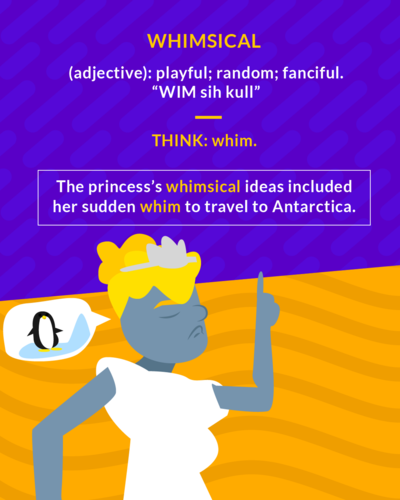 WHIMSICAL
(adjective): playful; random; fanciful.
“WIM sih kull”
THINK: whim.
The princess’s whimsical ideas included
her sudden whim to travel to Antarctica.